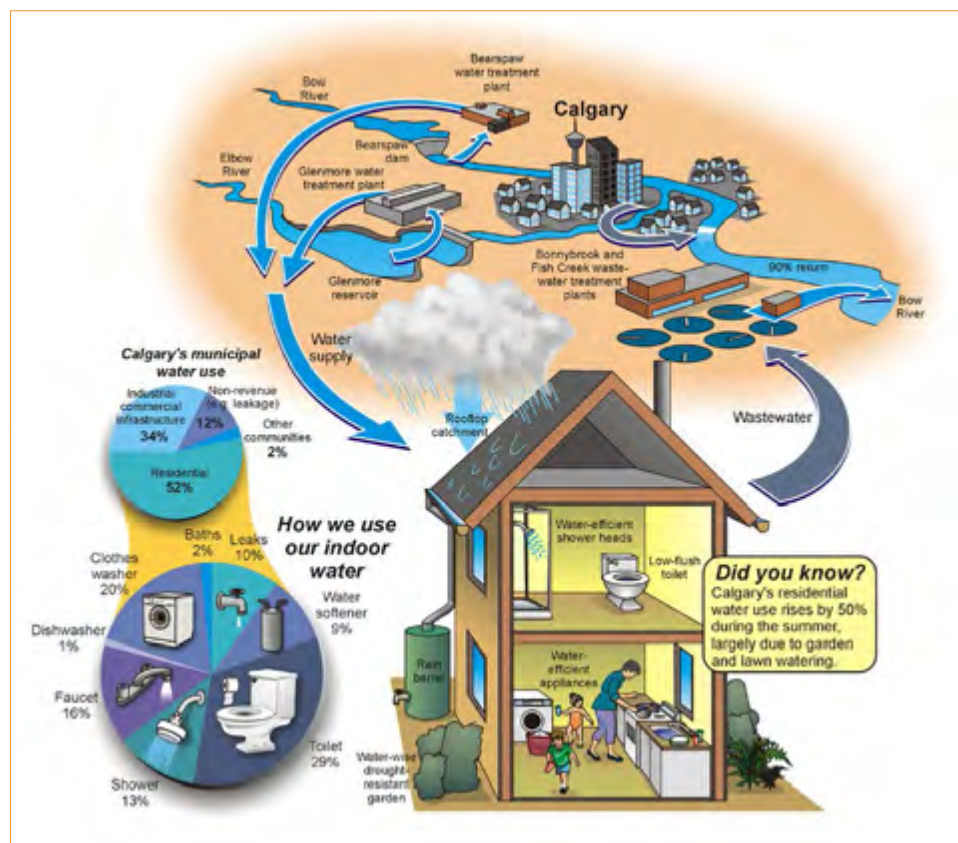 Bearspaw
water treatment
plant
Bow
River
Calgary
Bearspaw
dam
Elbow
River
Glenmore water
treatment plant
Glenmore
reservoir
Bonnybrook and
Fish Creek waste-
water treatment
plants
90% return
Bow
River
Water
supply
Rooftop
catchment
Wastewater
Calgary's municipal
water use
Industrial
commercial
infrastructure
34%
Non-revenue
(e.g. leakage)
12%
Other
communities
2%
Residential
52%
How we use
our indoor
water
Baths
2%
Leaks
10%
Clothes
washer
20%
Water
softener
9%
Dishwasher
1%
Faucet
16%
Shower
13%
Toilet
29%
Water-efficient
shower heads
Low-flush
toilet
Did you know?
Calgary's residential
water use rises by 50%
during the summer,
largely due to garden
and lawn watering.
Rain
barrel
Water-
efficient
appliances
Water-wise
drought-
resistant
garden